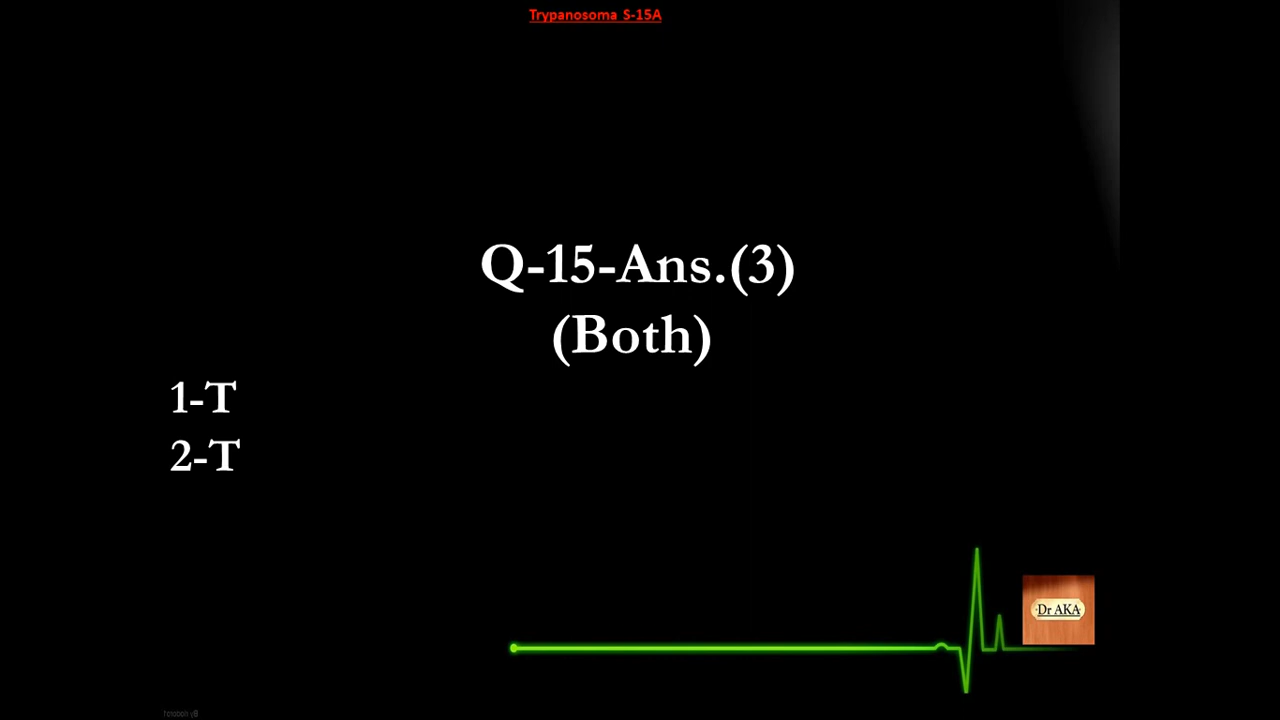 Trypanosoma S-15A
Q-15-Ans.(3)
(Both)
1-T
2-T
Dr AKA